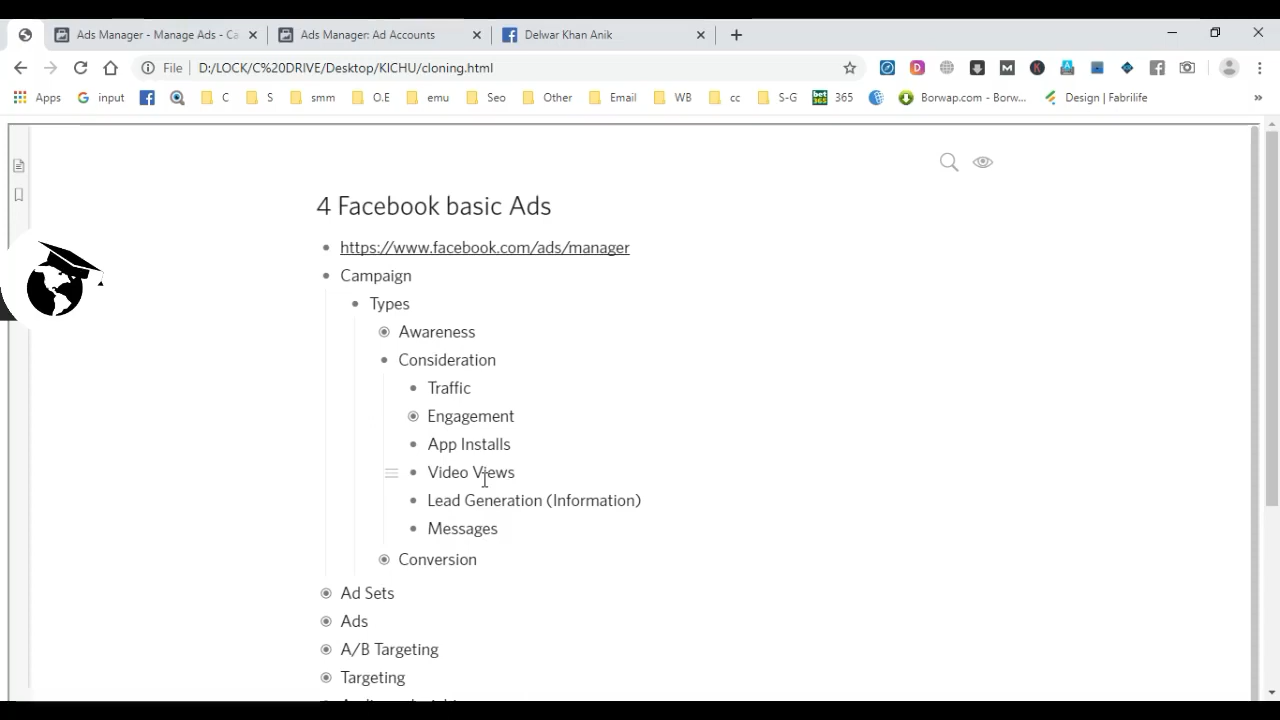 Ads Manager - Manage Ads - Ca
Ads Manager: Ad Accounts
Delwar Khan Anik
File
D:/LOCK/C%20DRIVE/Desktop/KICHU/cloning.html
Apps
input
C
S
smm
O.E
emu
Seo
Other
Email
WB
cc
S-G
365
Borwap.com - Borw...
Design | Fabrilife
4 Facebook basic Ads
https://www.facebook.com/ads/manager
Campaign
Types
Awareness
Consideration
Traffic
Engagement
App Installs
Video Views
Lead Generation (Information)
Messages
Conversion
Ad Sets
Ads
A/B Targeting
Targeting